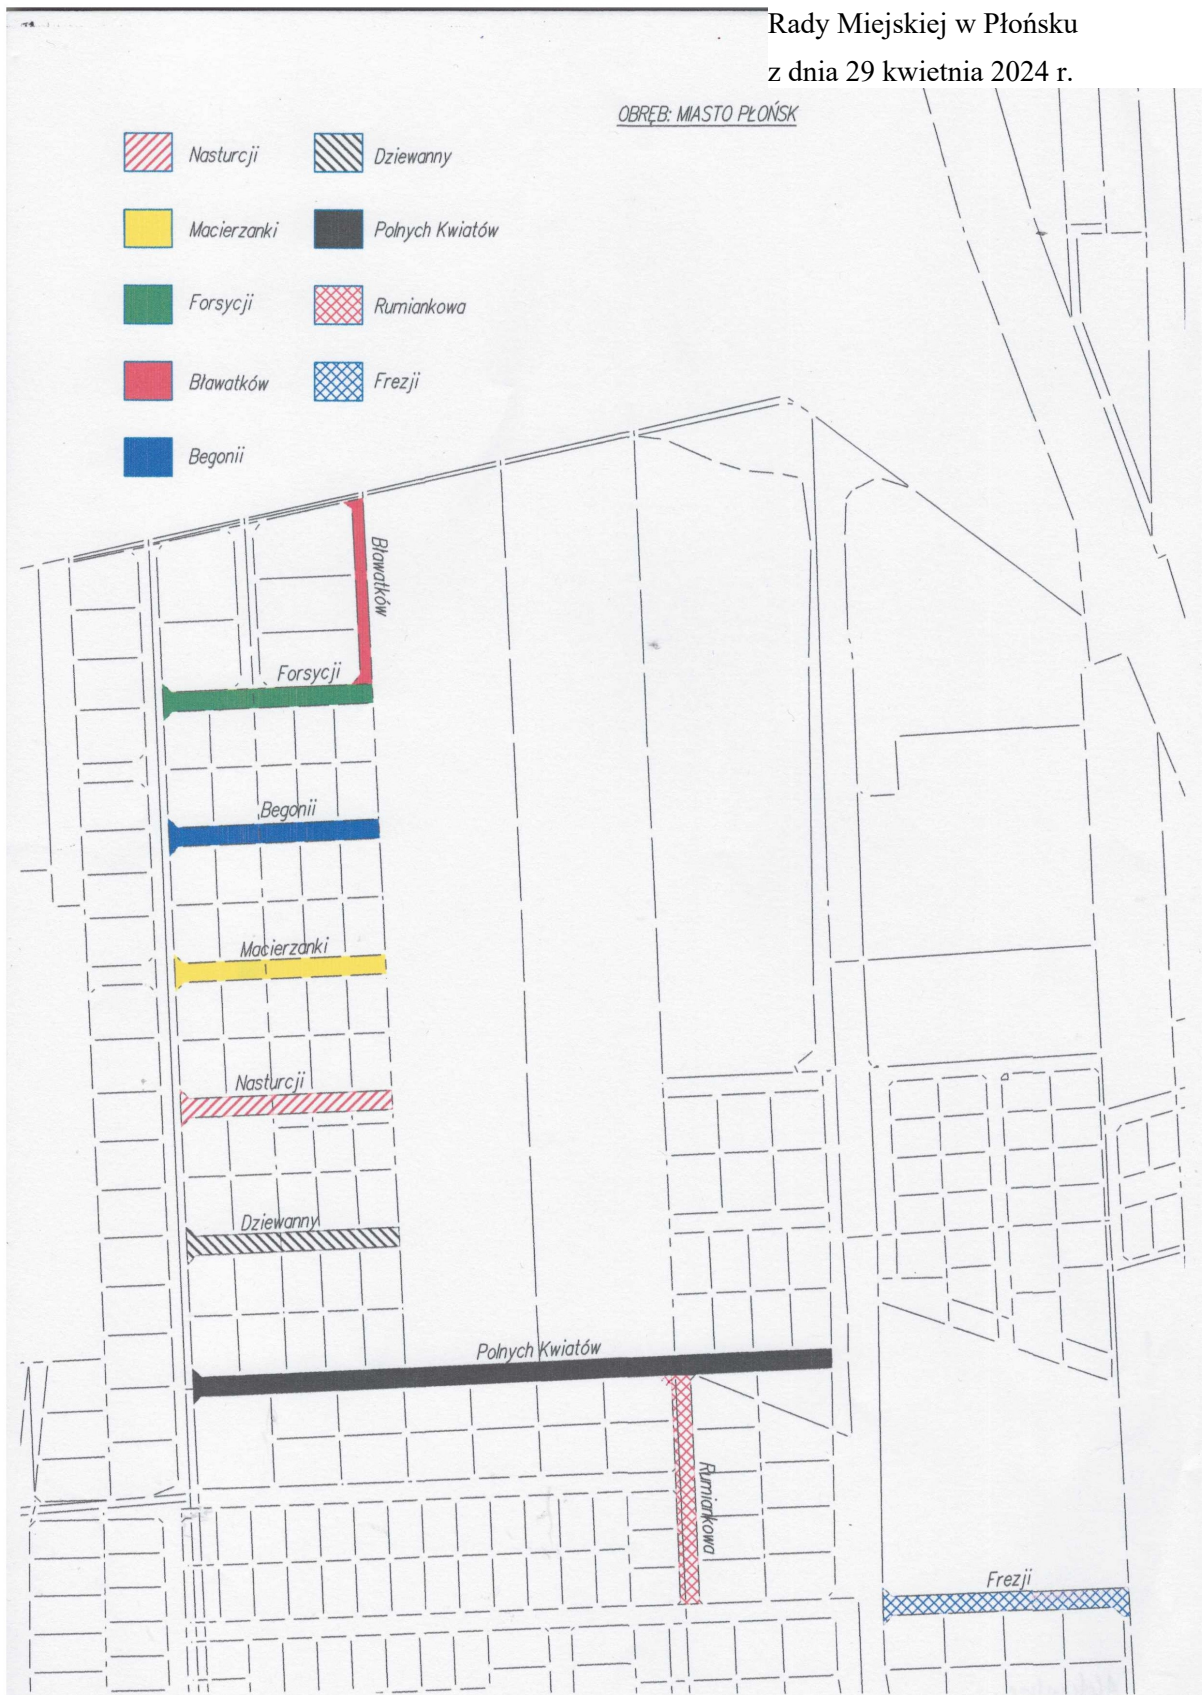 Rady Miejskiej w Płońsku
z dnia 29 kwietnia 2024 r.
OBRĘB: MIASTO PŁOŃSK
Nasturcji
Dziewanny
Macierzanki
Polnych Kwiatów
Forsycji
Rumiankowa
Bławatków
Frezji
Begonii
Bławatków
Forsycji
Begonii
Macierzanki
Nasturcji
Dziewanny
Polnych Kwiatów
Rumiankowa
Frezji